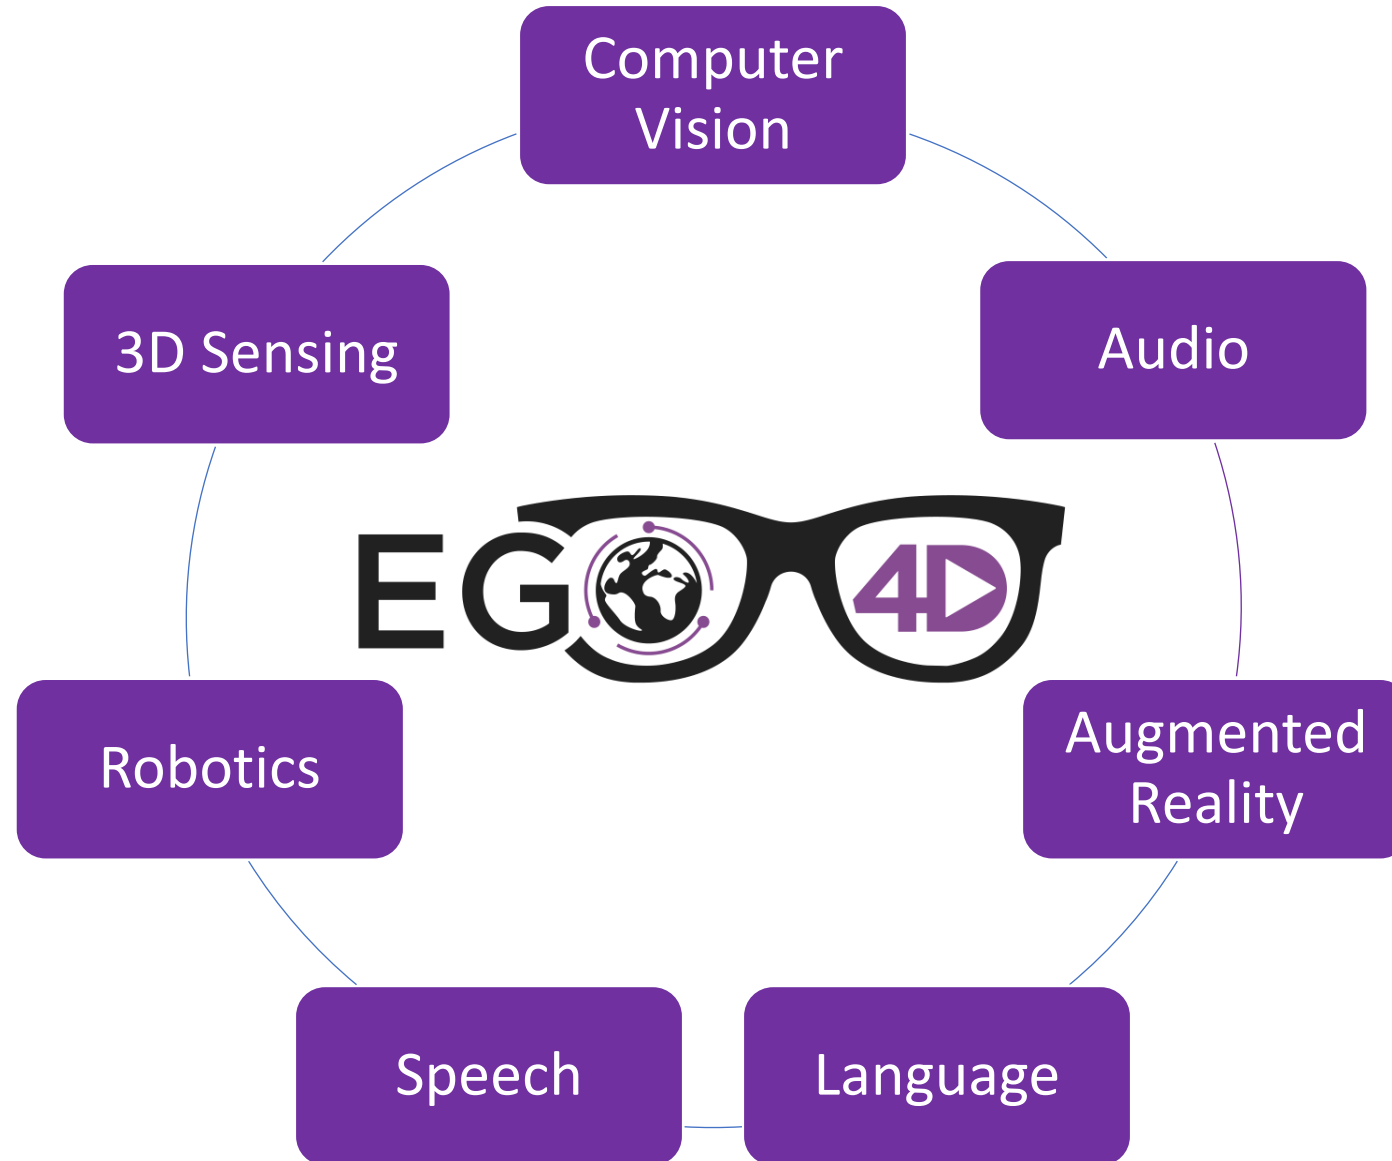 Computer
Vision
3D Sensing
Audio
EGO 4D
Robotics
Augmented
Reality
Speech
Language